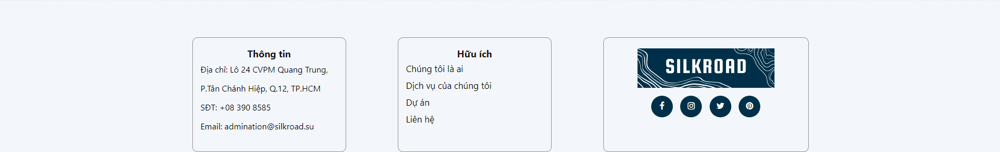 Thông tin
Địa chỉ: Lô 24 CVPM Quang Trung,
P.Tân Chánh Hiệp, Q.12, TP.HCM
SĐT: +08 390 8585
Email: admination@silkroad.su
Hữu ích
Chúng tôi là ai
Dịch vụ của chúng tôi
Dự án
Liên hệ
SILKROAD